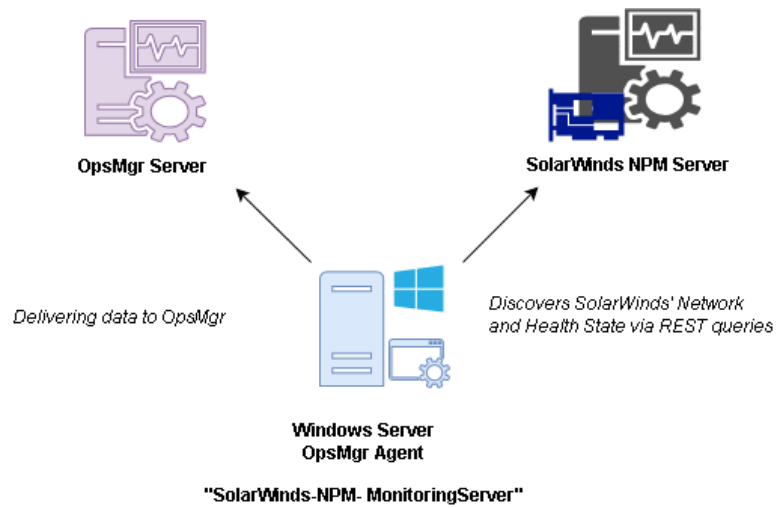 OpsMgr Server
SolarWinds NPM Server
Delivering data to OpsMgr
Discovers SolarWinds' Network
and Health State via REST queries
Windows Server
OpsMgr Agent
"SolarWinds-NPM- MonitoringServer"